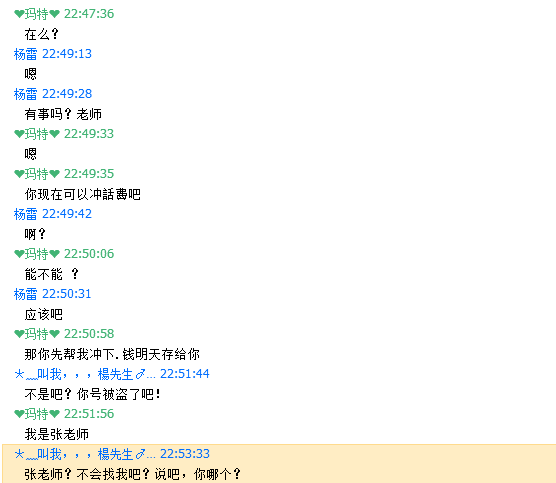 ❤玛特❤ 22:47:36
在么?
杨雷 22:49:13
嗯
杨雷 22:49:28
有事吗? 老师
❤玛特❤ 22:49:33
嗯
❤玛特❤ 22:49:35
你现在可以冲話费吧
杨雷 22:49:42
啊?
❤玛特❤ 22:50:06
能不能 ?
杨雷 22:50:31
应该吧
❤玛特❤ 22:50:58
那你先帮我冲下.钱明天存给你
＊﹏叫我，，，楊先生♂… 22:51:44
不是吧? 你号被盗了吧!
❤玛特❤ 22:51:56
我是张老师
＊﹏叫我，，，楊先生♂… 22:53:33
张老师? 不会找我吧? 说吧，你哪个?